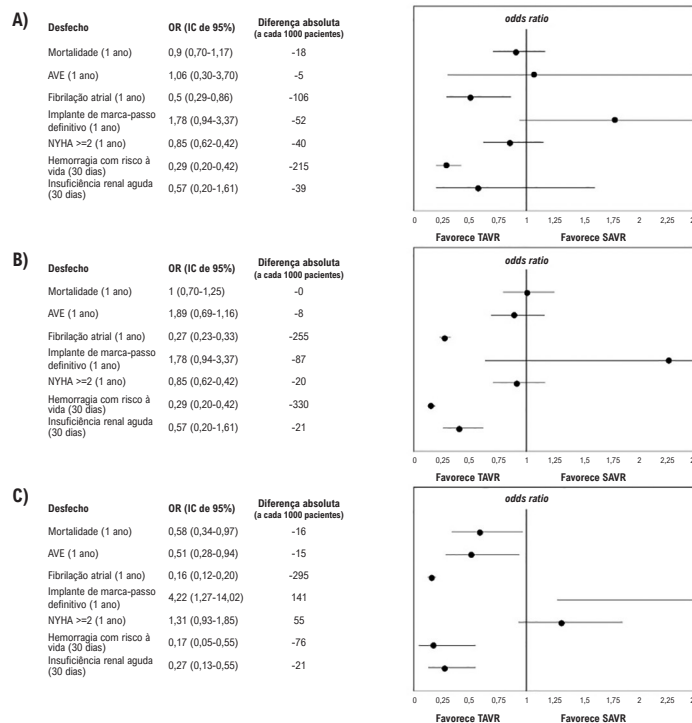 A)
Desfecho OR (IC de 95%) Diferença absoluta
(a cada 1000 pacientes)
Mortalidade (1 ano) 0,9 (0,70-1,17) -18
AVE (1 ano) 1,06 (0,30-3,70) -5
Fibrilação atrial (1 ano) 0,5 (0,29-0,86) -106
Implante de marca-passo
definitivo (1 ano) 1,78 (0,94-3,37) -52
NYHA >=2 (1 ano) 0,85 (0,62-0,42) -40
Hemorragia com risco à
vida (30 dias) 0,29 (0,20-0,42) -215
Insuficiência renal aguda
(30 dias) 0,57 (0,20-1,61) -39
odds ratio
0 0,25 0,5 0,75 1 1,25 1,5 1,75 2 2,25
Favorece TAVR Favorece SAVR
B)
Desfecho OR (IC de 95%) Diferença absoluta
(a cada 1000 pacientes)
Mortalidade (1 ano) 1 (0,70-1,25) -0
AVE (1 ano) 1,89 (0,69-1,16) -8
Fibrilação atrial (1 ano) 0,27 (0,23-0,33) -255
Implante de marca-passo
definitivo (1 ano) 1,78 (0,94-3,37) -87
NYHA >=2 (1 ano) 0,85 (0,62-0,42) -20
Hemorragia com risco à
vida (30 dias) 0,29 (0,20-0,42) -330
Insuficiência renal aguda
(30 dias) 0,57 (0,20-1,61) -21
odds ratio
0 0,25 0,5 0,75 1 1,25 1,5 1,75 2 2,25
Favorece TAVR Favorece SAVR
C)
Desfecho OR (IC de 95%) Diferença absoluta
(a cada 1000 pacientes)
Mortalidade (1 ano) 0,58 (0,34-0,97) -16
AVE (1 ano) 0,51 (0,28-0,94) -15
Fibrilação atrial (1 ano) 0,16 (0,12-0,20) -295
Implante de marca-passo
definitivo (1 ano) 4,22 (1,27-14,02) 141
NYHA >=2 (1 ano) 1,31 (0,93-1,85) 55
Hemorragia com risco à
vida (30 dias) 0,17 (0,05-0,55) -76
Insuficiência renal aguda
(30 dias) 0,27 (0,13-0,55) -21
odds ratio
0 0,25 0,5 0,75 1 1,25 1,5 1,75 2 2,25
Favorece TAVR Favorece SAVR